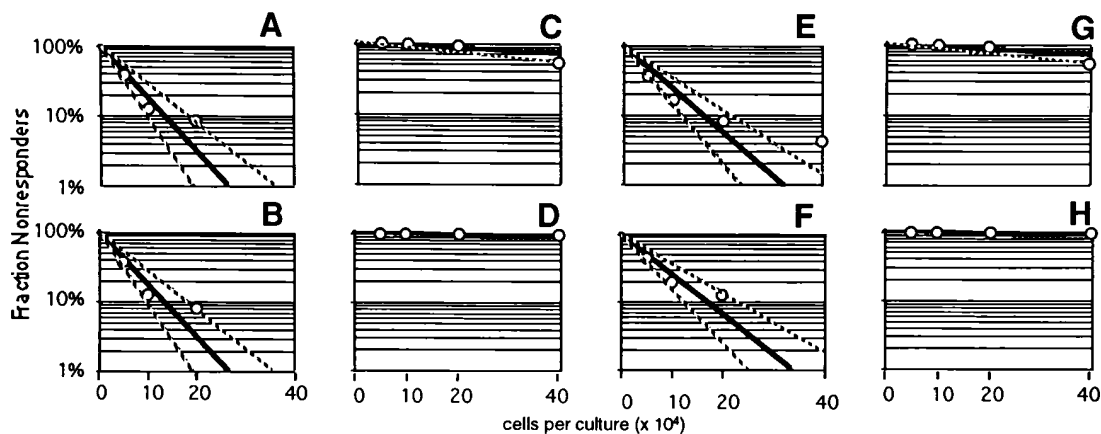 A C E G
100%
10%
1%
B D F H
100%
10%
1%
0 10 20 40 0 10 20 40 0 10 20 40 0 10 20 40
Fraction Nonresponders
cells per culture (x 10⁴)